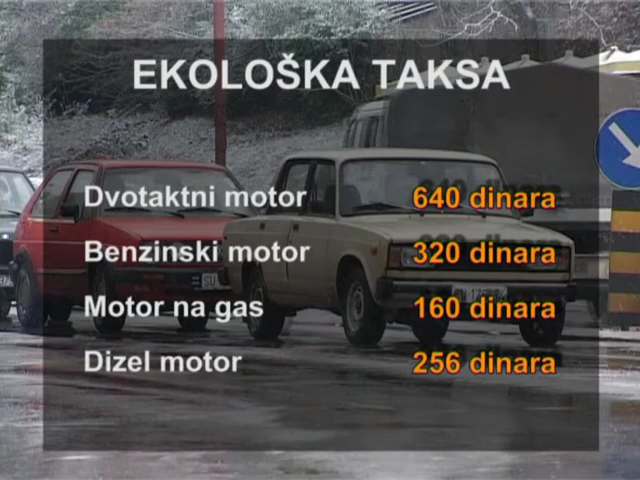 EKOLOŠKA TAKSA
Dvotaktni motor 640 dinara
Benzinski motor 320 dinara
Motor na gas 160 dinara
Dizel motor 256 dinara